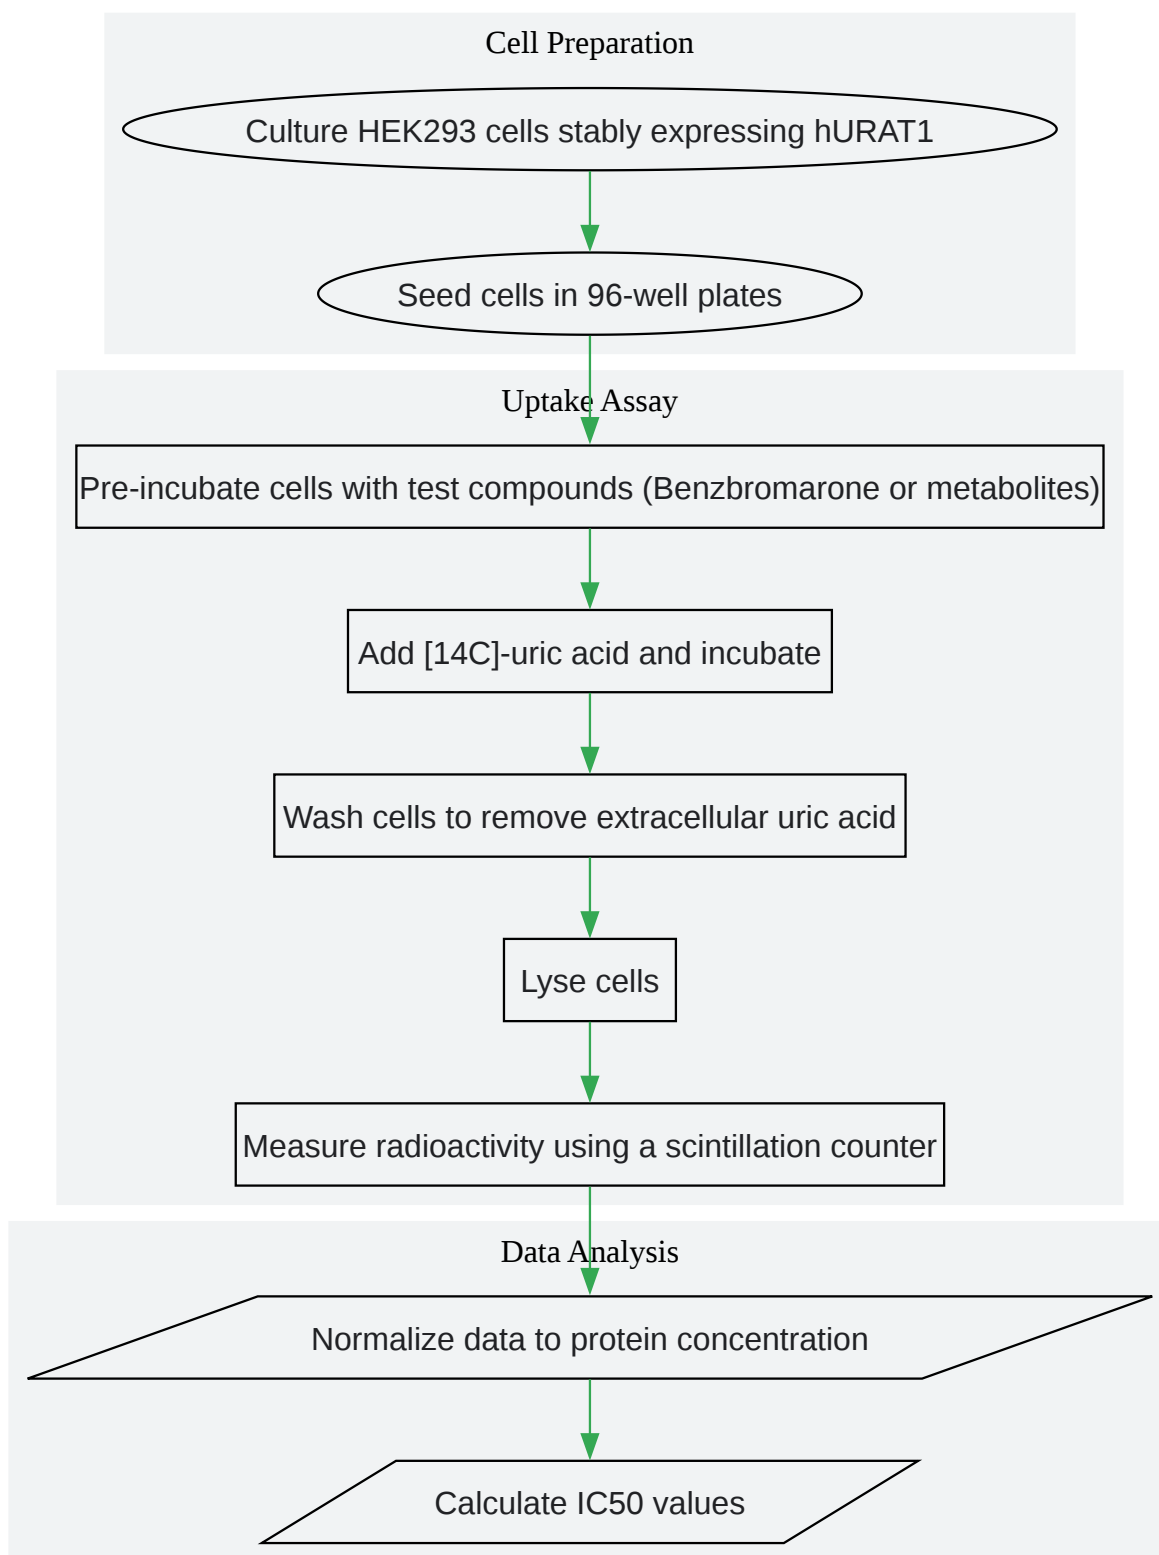 Cell Preparation
Culture HEK293 cells stably expressing hURAT1
Seed cells in 96-well plates
Uptake Assay
Pre-incubate cells with test compounds (Benzbromarone or metabolites)
Add [14C]-uric acid and incubate
Wash cells to remove extracellular uric acid
Lyse cells
Measure radioactivity using a scintillation counter
Data Analysis
Normalize data to protein concentration
Calculate IC50 values